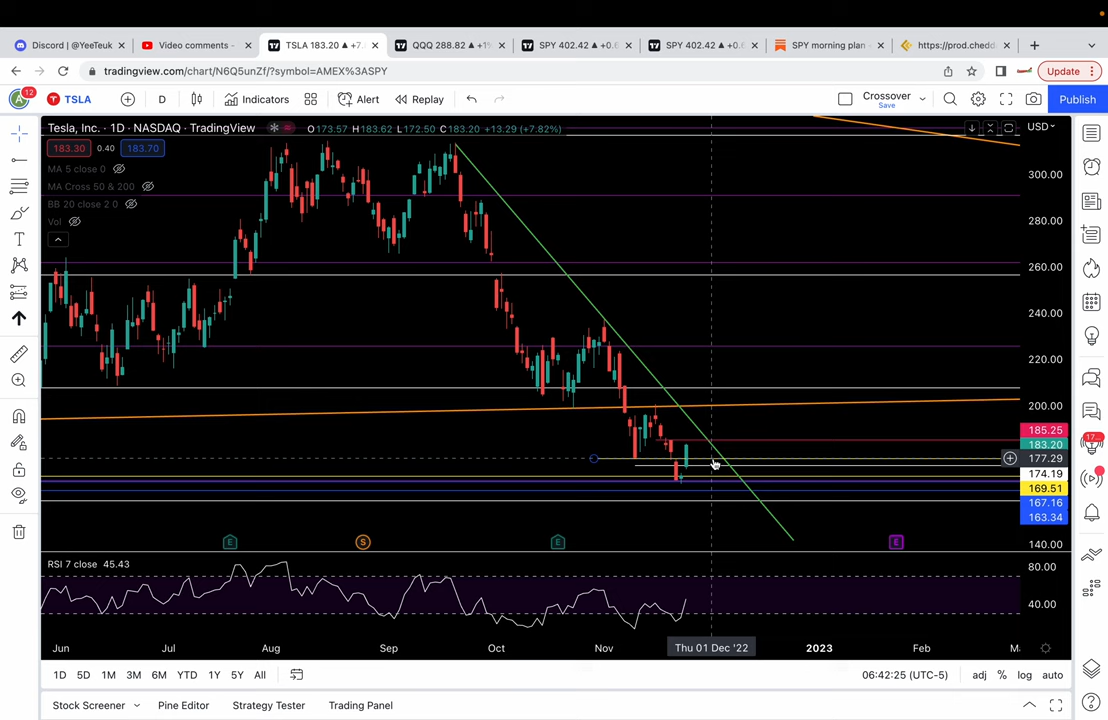 Discord | @YeeTeuk
Video comments -
TSLA 183.20 ▲ +7.
QQQ 288.82 ▲ +1%
SPY 402.42 ▲ +0.6
SPY 402.42 ▲ +0.6
SPY morning plan -
https://prod.chedd
tradingview.com/chart/N6Q5unZf/?symbol=AMEX%3ASPY
Update
A 12
TSLA
D
Indicators
Alert
Replay
Crossover
Save
Publish
Tesla, Inc. · 1D · NASDAQ · TradingView
O173.57 H183.62 L172.50 C183.20 +13.29 (+7.82%)
USD
183.30 0.40 183.70
MA 5 close 0
MA Cross 50 & 200
BB 20 close 2 0
Vol
300.00
280.00
260.00
240.00
220.00
200.00
185.25
183.20
177.29
174.19
169.51
167.16
163.34
140.00
17...
E
S
E
E
RSI 7 close 45.43
80.00
40.00
Jun
Jul
Aug
Sep
Oct
Nov
Thu 01 Dec '22
2023
Feb
1D 5D 1M 3M 6M YTD 1Y 5Y All
06:42:25 (UTC-5)
adj % log auto
Stock Screener
Pine Editor
Strategy Tester
Trading Panel